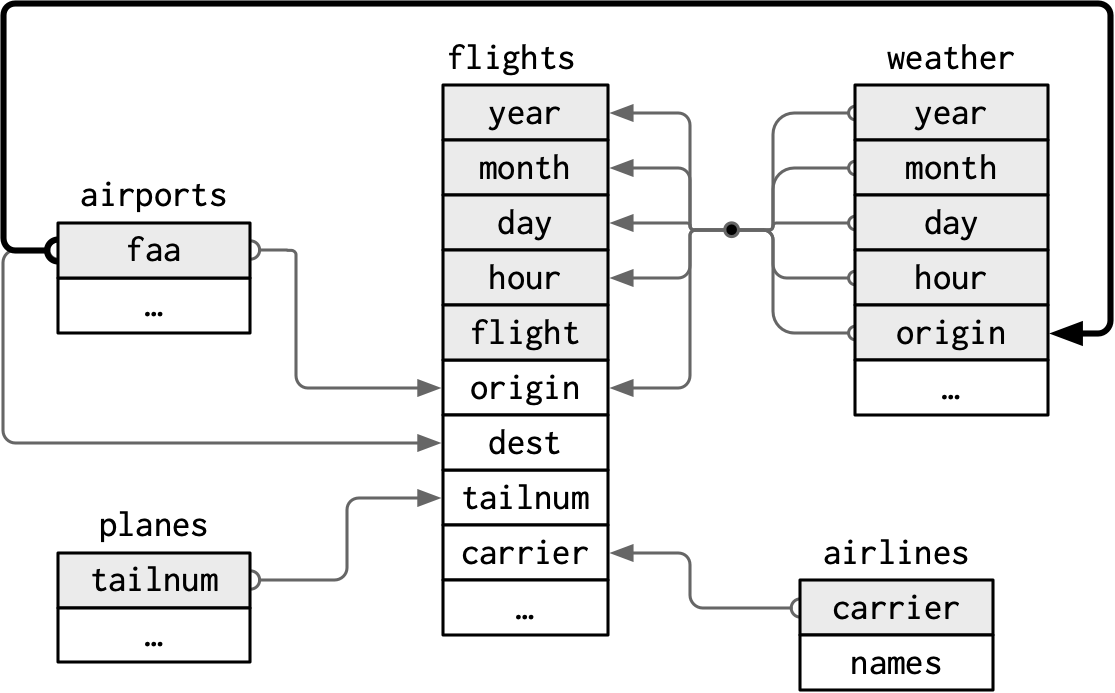 flights
year
month
day
hour
flight
origin
dest
tailnum
carrier
…
weather
year
month
day
hour
origin
…
airports
faa
…
planes
tailnum
…
airlines
carrier
names